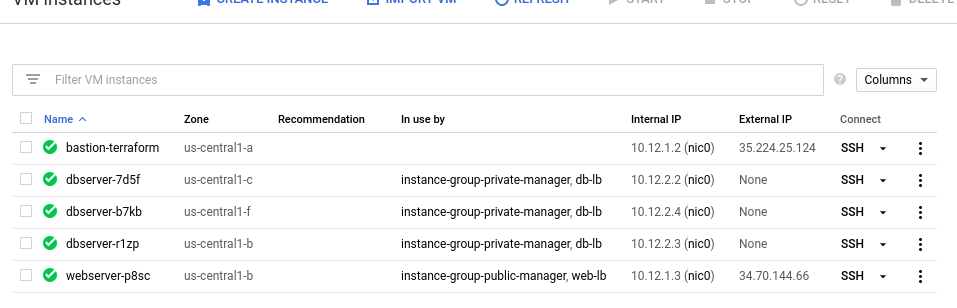 VM instances CREATE INSTANCE IMPORT VM REFRESH START STOP RESET DELETE
Filter VM instances Columns
Name Zone Recommendation In use by Internal IP External IP Connect
bastion-terraform us-central1-a 10.12.1.2 (nic0) 35.224.25.124 SSH
dbserver-7d5f us-central1-c instance-group-private-manager, db-lb 10.12.2.2 (nic0) None SSH
dbserver-b7kb us-central1-f instance-group-private-manager, db-lb 10.12.2.4 (nic0) None SSH
dbserver-r1zp us-central1-b instance-group-private-manager, db-lb 10.12.2.3 (nic0) None SSH
webserver-p8sc us-central1-b instance-group-public-manager, web-lb 10.12.1.3 (nic0) 34.70.144.66 SSH